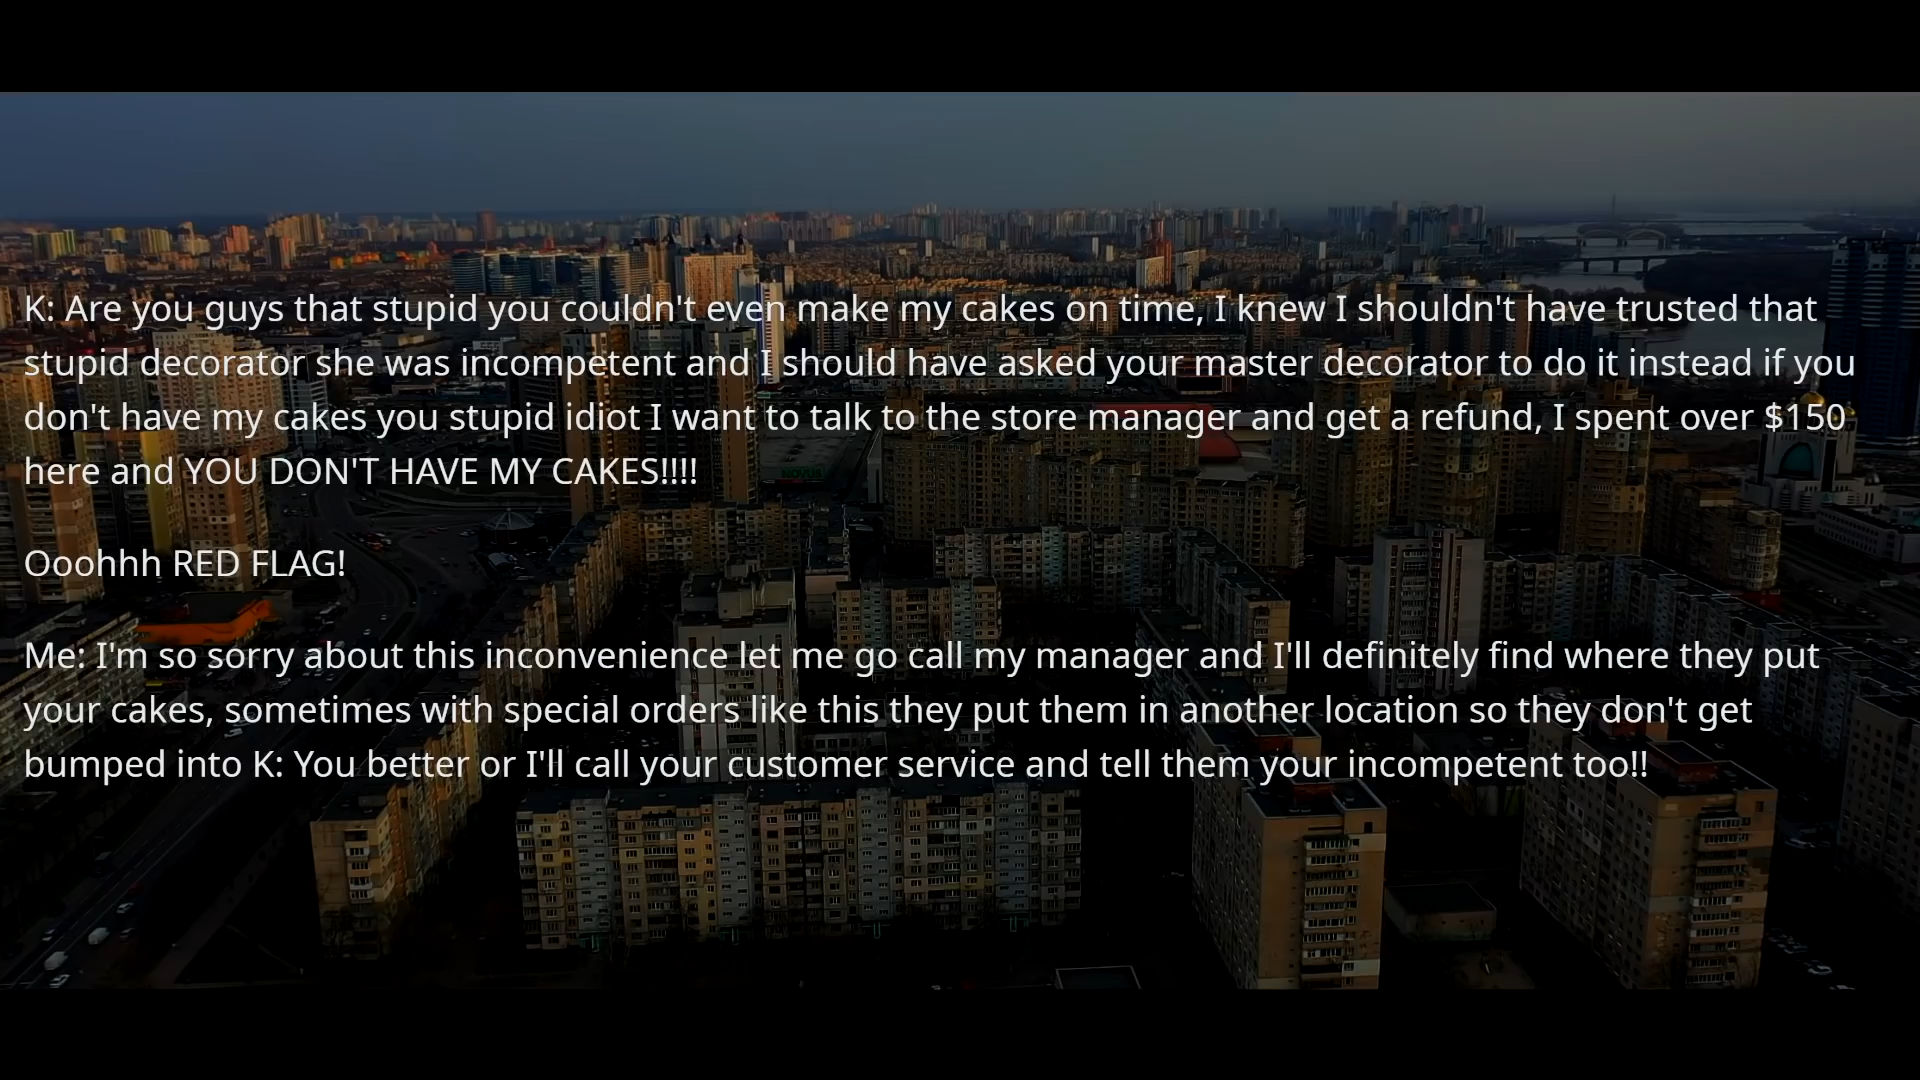 K: Are you guys that stupid you couldn't even make my cakes on time, I knew I shouldn't have trusted that
stupid decorator she was incompetent and I should have asked your master decorator to do it instead if you
don't have my cakes you stupid idiot I want to talk to the store manager and get a refund, I spent over $150
here and YOU DON'T HAVE MY CAKES!!!!
Ooohhh RED FLAG!
Me: I'm so sorry about this inconvenience let me go call my manager and I'll definitely find where they put
your cakes, sometimes with special orders like this they put them in another location so they don't get
bumped into K: You better or I'll call your customer service and tell them your incompetent too!!
NOVUS